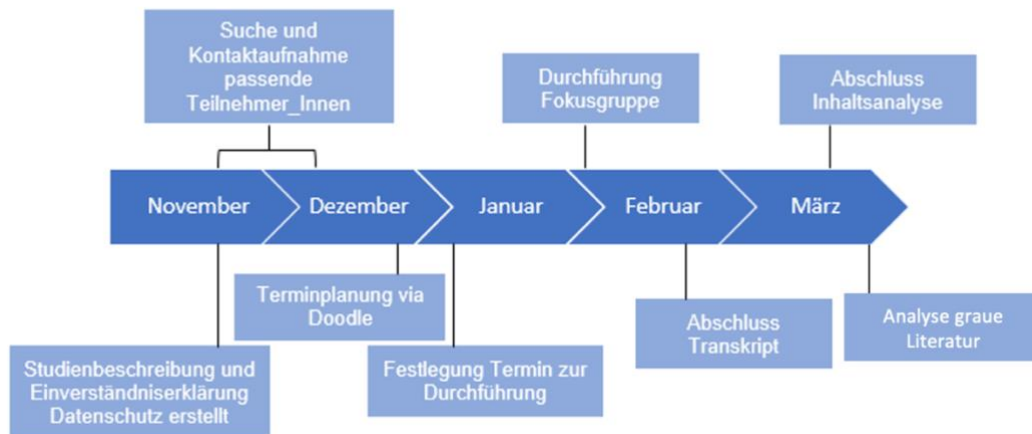 Suche und
Kontaktaufnahme
passende
Teilnehmer_Innen
Durchführung
Fokusgruppe
Abschluss
Inhaltsanalyse
November
Dezember
Januar
Februar
März
Terminplanung via
Doodle
Studienbeschreibung und
Einverständniserklärung
Datenschutz erstellt
Festlegung Termin zur
Durchführung
Abschluss
Transkript
Analyse graue
Literatur